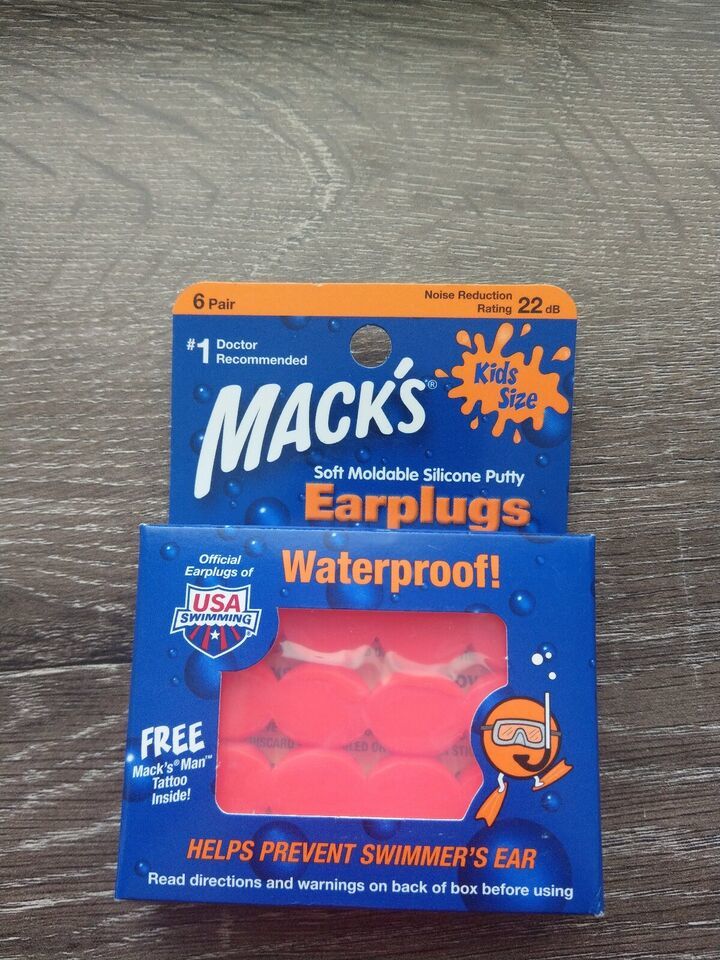 6 Pair
Noise Reduction
Rating 22 dB
#1 Doctor
Recommended
Kids
Size
MACK'S®
Soft Moldable Silicone Putty
Earplugs
Official
Earplugs of
USA
SWIMMING
Waterproof!
DISCARD
FREE
Mack's® Man™
Tattoo
Inside!
HELPS PREVENT SWIMMER'S EAR
Read directions and warnings on back of box before using